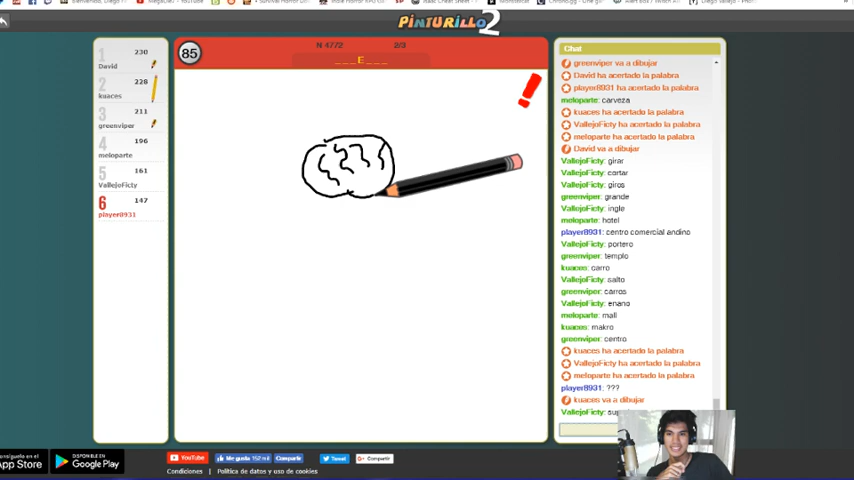 PINTURILLO 2
85
N 4772
2/3
_ _ _ E _ _ _
1
230
David
2
228
kuaces
3
211
greenviper
4
196
meloparte
5
161
VallejoFicty
6
147
player8931
Chat
greenviper va a dibujar
David ha acertado la palabra
player8931 ha acertado la palabra
meloparte: carveza
kuaces ha acertado la palabra
VallejoFicty ha acertado la palabra
meloparte ha acertado la palabra
David va a dibujar
VallejoFicty: girar
VallejoFicty: cortar
VallejoFicty: giros
greenviper: grande
VallejoFicty: ingle
meloparte: hotel
player8931: centro comercial andino
VallejoFicty: portero
greenviper: templo
kuaces: carro
VallejoFicty: salto
greenviper: carros
VallejoFicty: enano
meloparte: mall
kuaces: makro
greenviper: centro
kuaces ha acertado la palabra
VallejoFicty ha acertado la palabra
meloparte ha acertado la palabra
player8931: ???
kuaces va a dibujar
VallejoFicty:
App Store
DISPONIBLE EN
Google Play
YouTube
Me gusta 152 mil
Compartir
Tweet
Compartir
Condiciones | Política de datos y uso de cookies